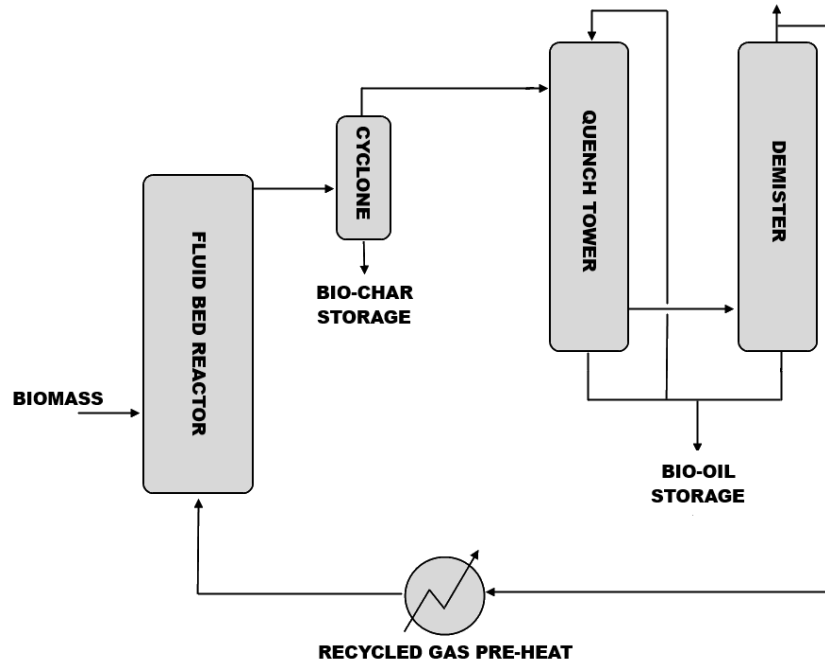 FLUID BED REACTOR
CYCLONE
QUENCH TOWER
DEMISTER
BIO-CHAR
STORAGE
BIOMASS
BIO-OIL
STORAGE
RECYCLED GAS PRE-HEAT